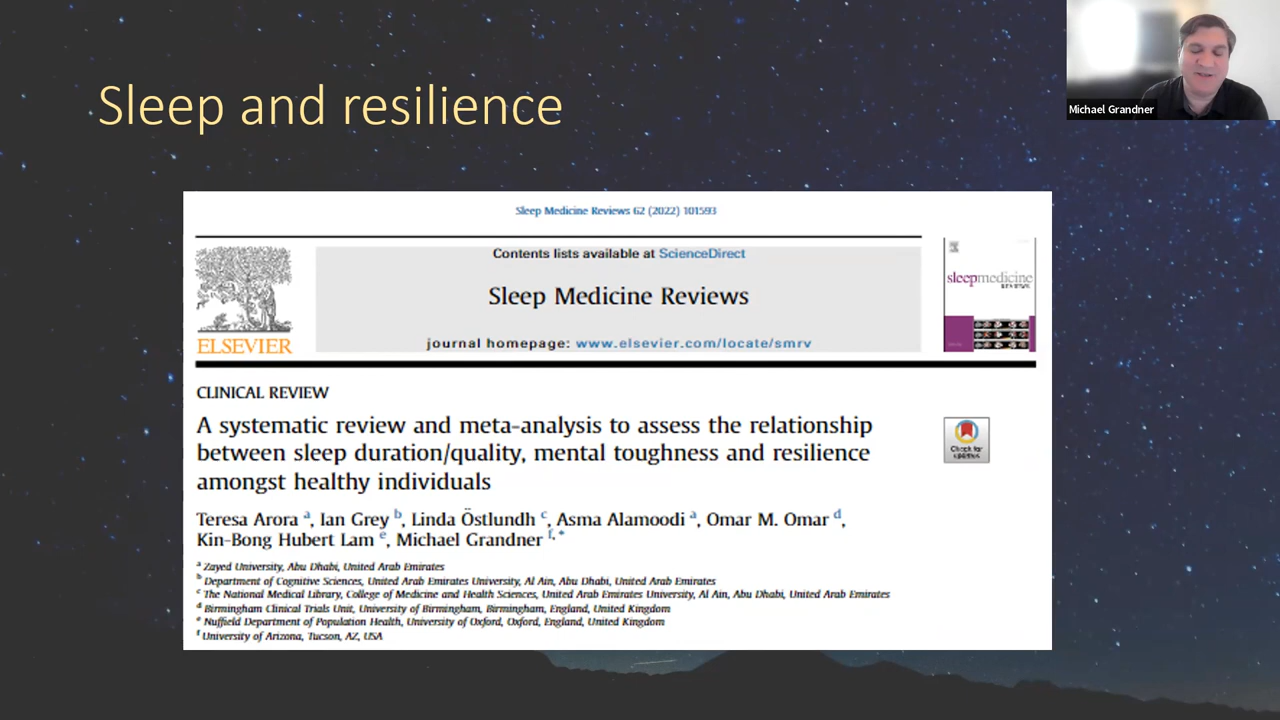 Sleep and resilience
Michael Grandner
Sleep Medicine Reviews 62 (2022) 101593
Contents lists available at ScienceDirect
Sleep Medicine Reviews
journal homepage: www.elsevier.com/locate/smrv
ELSEVIER
sleepmedicine
REVIEWS
CLINICAL REVIEW
A systematic review and meta-analysis to assess the relationship
between sleep duration/quality, mental toughness and resilience
amongst healthy individuals
Check for
updates
Teresa Arora a, Ian Grey b, Linda Östlundh c, Asma Alamoodi a, Omar M. Omar d,
Kin-Bong Hubert Lam e, Michael Grandner f, *
a Zayed University, Abu Dhabi, United Arab Emirates
b Department of Cognitive Sciences, United Arab Emirates University, Al Ain, Abu Dhabi, United Arab Emirates
c The National Medical Library, College of Medicine and Health Sciences, United Arab Emirates University, Al Ain, Abu Dhabi, United Arab Emirates
d Birmingham Clinical Trials Unit, University of Birmingham, Birmingham, England, United Kingdom
e Nuffield Department of Population Health, University of Oxford, Oxford, England, United Kingdom
f University of Arizona, Tucson, AZ, USA